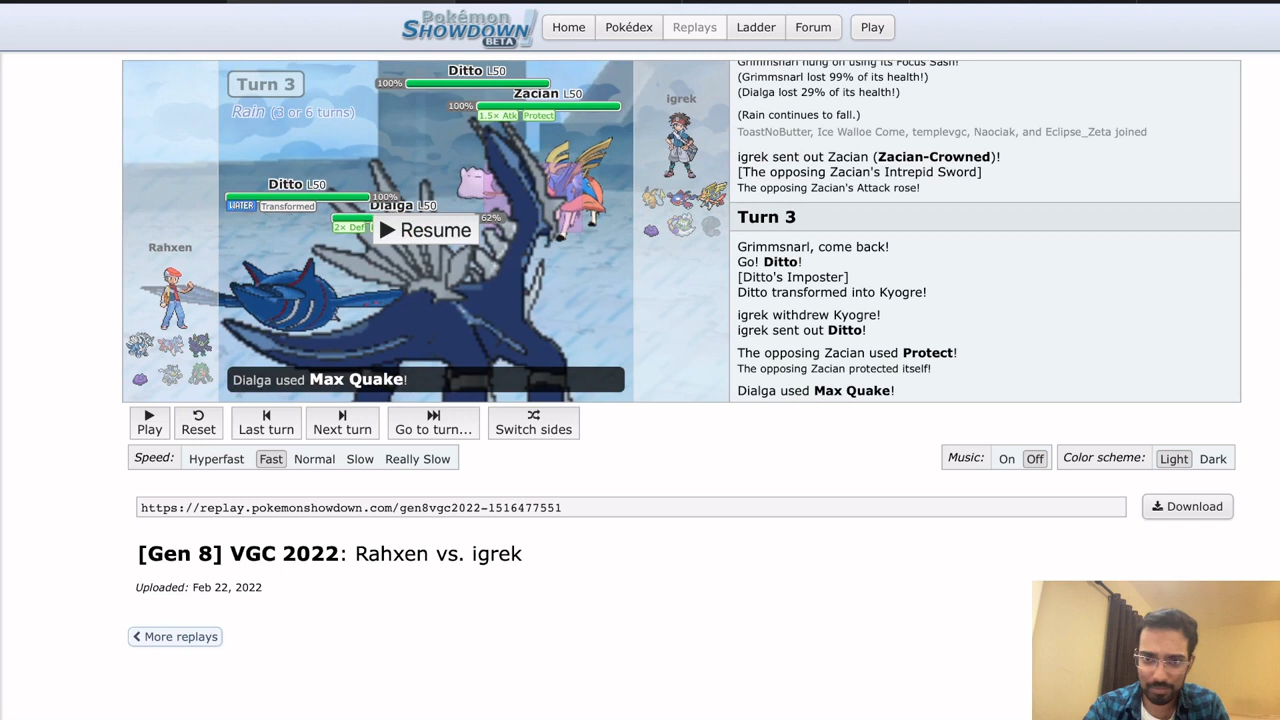 Pokémon
SHOWDOWN!
BETA
Home
Pokédex
Replays
Ladder
Forum
Play
Turn 3
Rain (3 or 6 turns)
Ditto L50
100%
Zacian L50
100%
1.5× Atk
Protect
Ditto L50
100%
WATER
Transformed
Dialga L50
62%
2× Def
Resume
Rahxen
igrek
Dialga used Max Quake!
Grimmsnarl hung on using its Focus Sash!
(Grimmsnarl lost 99% of its health!)
(Dialga lost 29% of its health!)
(Rain continues to fall.)
ToastNoButter, Ice Walloe Come, templevgc, Naociak, and Eclipse_Zeta joined
igrek sent out Zacian (Zacian-Crowned)!
[The opposing Zacian's Intrepid Sword]
The opposing Zacian's Attack rose!
Turn 3
Grimmsnarl, come back!
Go! Ditto!
[Ditto's Imposter]
Ditto transformed into Kyogre!
igrek withdrew Kyogre!
igrek sent out Ditto!
The opposing Zacian used Protect!
The opposing Zacian protected itself!
Dialga used Max Quake!
Play
Reset
Last turn
Next turn
Go to turn...
Switch sides
Speed: Hyperfast Fast Normal Slow Really Slow
Music: On Off
Color scheme: Light Dark
https://replay.pokemonshowdown.com/gen8vgc2022-1516477551
Download
[Gen 8] VGC 2022: Rahxen vs. igrek
Uploaded: Feb 22, 2022
More replays